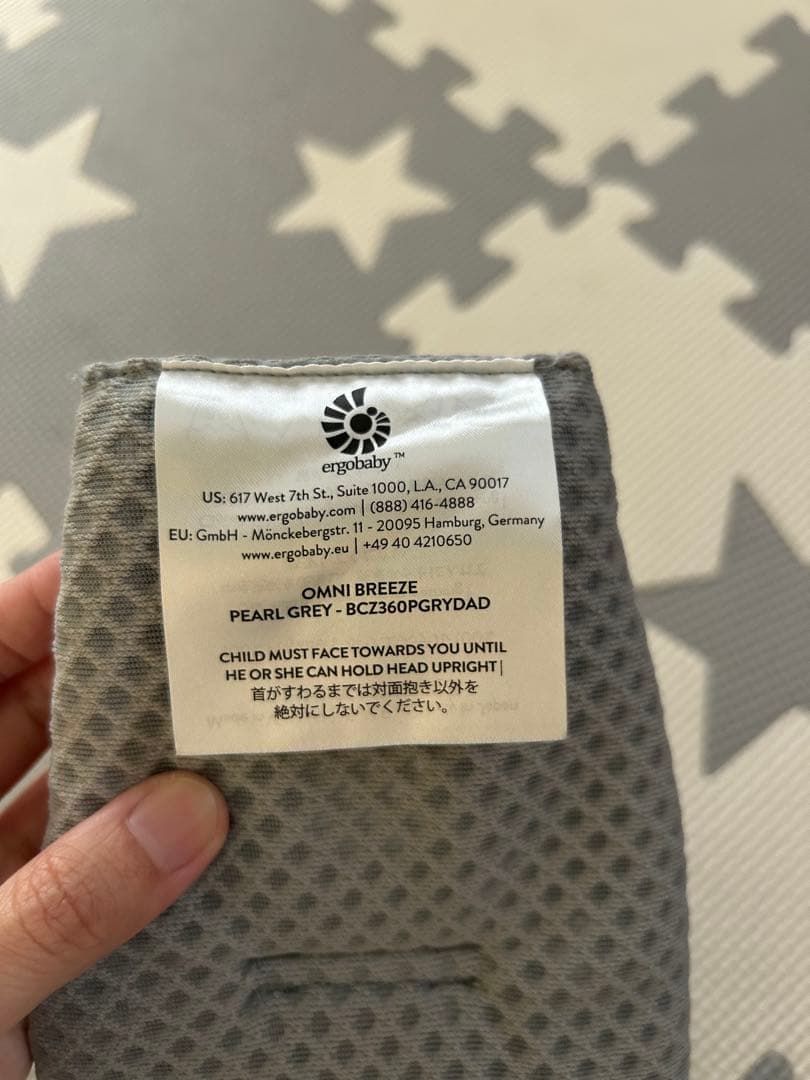 ergobaby™
US: 617 West 7th St., Suite 1000, L.A., CA 90017
www.ergobaby.com | (888) 416-4888
EU: GmbH - Mönckebergstr. 11 - 20095 Hamburg, Germany
www.ergobaby.eu | +49 40 4210650
OMNI BREEZE
PEARL GREY - BCZ360PGRYDAD
CHILD MUST FACE TOWARDS YOU UNTIL
HE OR SHE CAN HOLD HEAD UPRIGHT |
首がすわるまでは対面抱き以外を
絶対にしないでください。